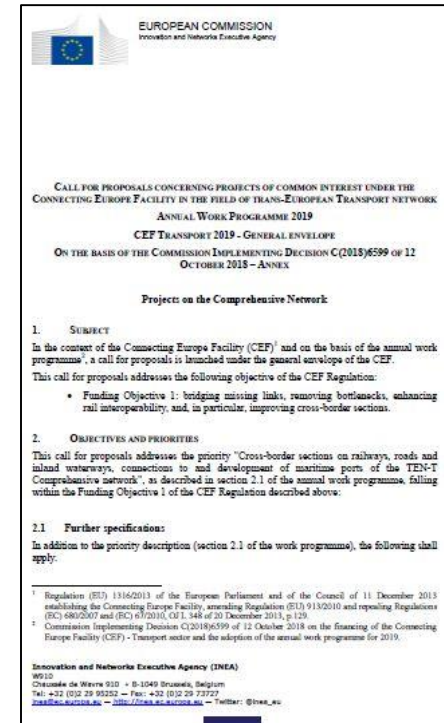 EUROPEAN COMMISSION
Innovation and Networks Executive Agency
CALL FOR PROPOSALS CONCERNING PROJECTS OF COMMON INTEREST UNDER THE
CONNECTING EUROPE FACILITY IN THE FIELD OF TRANS-EUROPEAN TRANSPORT NETWORK
ANNUAL WORK PROGRAMME 2019
CEF TRANSPORT 2019 - GENERAL ENVELOPE
ON THE BASIS OF THE COMMISSION IMPLEMENTING DECISION C(2018)6599 OF 12
OCTOBER 2018 – ANNEX
Projects on the Comprehensive Network
1. SUBJECT
In the context of the Connecting Europe Facility (CEF)1 and on the basis of the annual work
programme2, a call for proposals is launched under the general envelope of the CEF.
This call for proposals addresses the following objective of the CEF Regulation:
• Funding Objective 1: bridging missing links, removing bottlenecks, enhancing
rail interoperability, and, in particular, improving cross-border sections.
2. OBJECTIVES AND PRIORITIES
This call for proposals addresses the priority "Cross-border sections on railways, roads and
inland waterways, connections to and development of maritime ports of the TEN-T
Comprehensive network", as described in section 2.1 of the annual work programme, falling
within the Funding Objective 1 of the CEF Regulation described above:
2.1 Further specifications
In addition to the priority description (section 2.1 of the work programme), the following shall
apply.
1 Regulation (EU) 1316/2013 of the European Parliament and of the Council of 11 December 2013
establishing the Connecting Europe Facility, amending Regulation (EU) 913/2010 and repealing Regulations
(EC) 680/2007 and (EC) 67/2010, OJ L 348 of 20 December 2013, p.129.
2 Commission Implementing Decision C(2018)6599 of 12 October 2018 on the financing of the Connecting
Europe Facility (CEF) - Transport sector and the adoption of the annual work programme for 2019.
Innovation and Networks Executive Agency (INEA)
W910
Chaussée de Wavre 910 - B-1049 Brussels, Belgium
Tel: +32 (0)2 29 95252 — Fax: +32 (0)2 29 73727
inea@ec.europa.eu — http://inea.ec.europa.eu — Twitter: @inea_eu